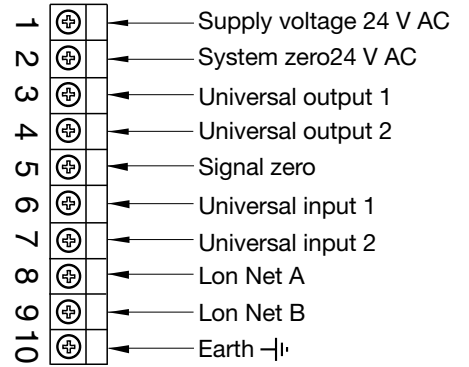 1 Supply voltage 24 V AC
2 System zero24 V AC
3 Universal output 1
4 Universal output 2
5 Signal zero
6 Universal input 1
7 Universal input 2
8 Lon Net A
9 Lon Net B
10 Earth